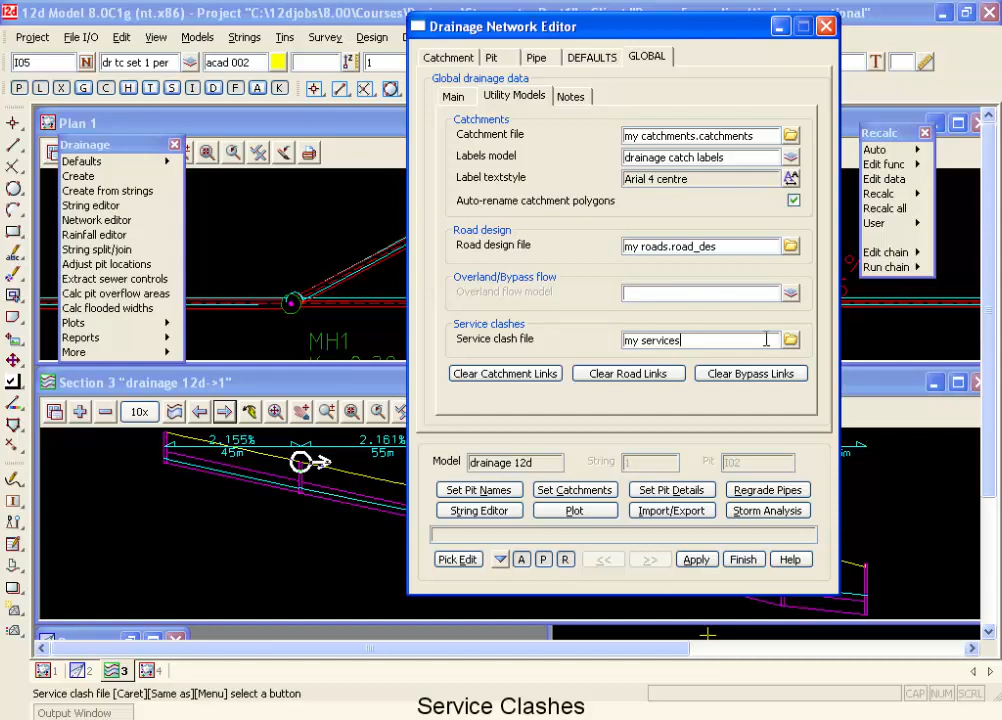 12d Model 8.0C1g (nt.x86) - Project "C:\12djobs\8.00\Courses\
Drainage Network Editor
Project File I/O Edit View Models Strings Tins Survey
I05 N dr tc set 1 per acad 002 1 T
P L X G C H T S I D F A K
Catchment Pit Pipe DEFAULTS GLOBAL
Global drainage data
Main Utility Models Notes
Plan 1
Drainage
Defaults
Create
Create from strings
String editor
Network editor
Rainfall editor
String split/join
Adjust pit locations
Extract sewer controls
Calc pit overflow areas
Calc flooded widths
Plots
Reports
More
MH1
Catchments
Catchment file my catchments.catchments
Labels model drainage catch labels
Label textstyle Arial 4 centre
Auto-rename catchment polygons
Road design
Road design file my roads.road_des
Overland/Bypass flow
Overland flow model
Service clashes
Service clash file my services
Clear Catchment Links Clear Road Links Clear Bypass Links
Recalc
Auto
Edit func
Edit data
Recalc
Recalc all
User
Edit chain
Run chain
%
Section 3 "drainage 12d->1"
10x
2.155% 2.161%
45m 55m
Model drainage 12d String 1 Pit I02
Set Pit Names Set Catchments Set Pit Details Regrade Pipes
String Editor Plot Import/Export Storm Analysis
Pick Edit A P R << >> Apply Finish Help
1 2 3 4
Service clash file [Caret][Same as][Menu] select a button
CAP NUM SCRL
Output Window
Service Clashes